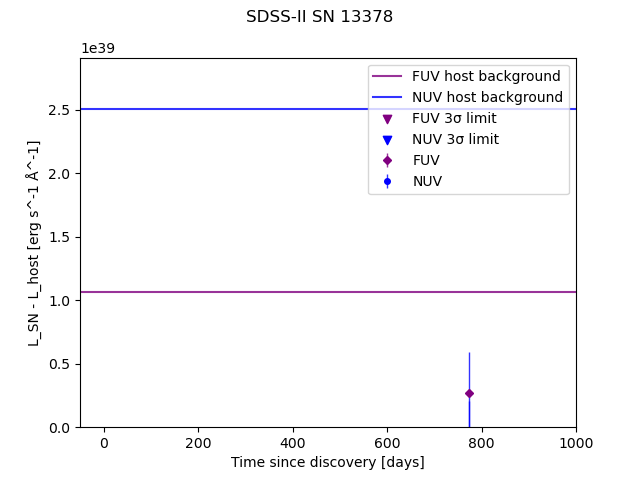 SDSS-II SN 13378
1e39
FUV host background
NUV host background
FUV 3σ limit
NUV 3σ limit
FUV
NUV
L_SN - L_host [erg s^-1 Å^-1]
2.5
2.0
1.5
1.0
0.5
0.0
0 200 400 600 800 1000
Time since discovery [days]